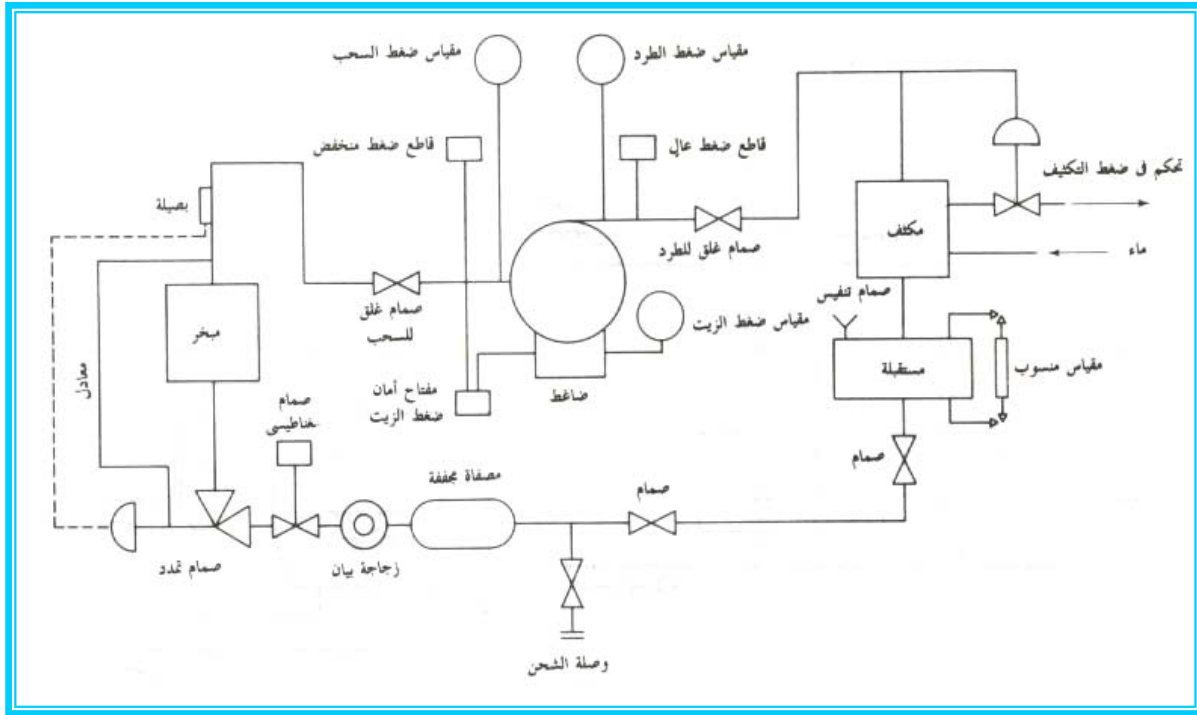 مقياس ضغط الطرد
مقياس ضغط السحب
قاطع ضغط عال
قاطع ضغط منخفض
تحكم فى ضغط التكثيف
بصيلة
مكثف
صمام غلق للطرد
ماء
صمام تنفيس
صمام غلق
للسحب
مقياس ضغط الزيت
مبخر
مستقبلة
مقياس منسوب
معادل
مفتاح أمان
ضغط الزيت
ضاغط
صمام
مغناطيسى
صمام
مصفاة مجففة
صمام
زجاجة بيان
صمام تمدد
وصلة الشحن